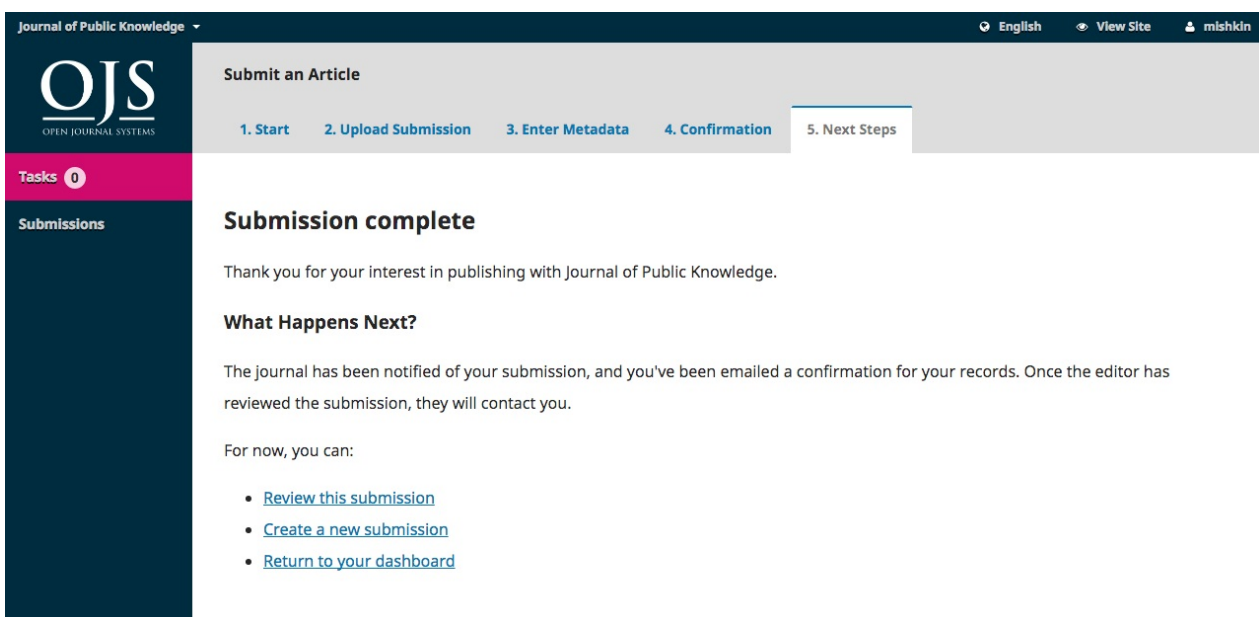 Journal of Public Knowledge
English
View Site
mishkin
OJS
OPEN JOURNAL SYSTEMS
Submit an Article
1. Start
2. Upload Submission
3. Enter Metadata
4. Confirmation
5. Next Steps
Tasks 0
Submissions
Submission complete
Thank you for your interest in publishing with Journal of Public Knowledge.
What Happens Next?
The journal has been notified of your submission, and you've been emailed a confirmation for your records. Once the editor has
reviewed the submission, they will contact you.
For now, you can:
Review this submission
Create a new submission
Return to your dashboard